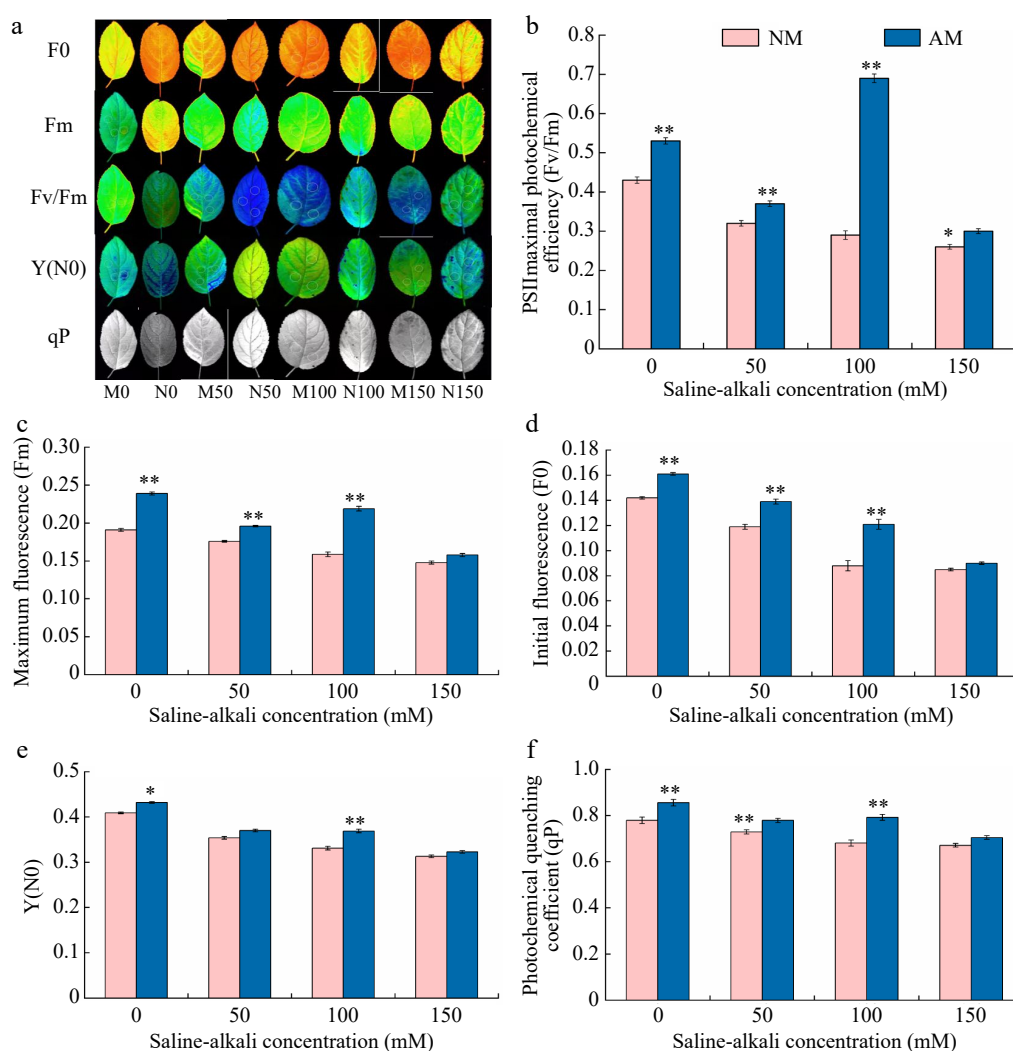 a
F0
Fm
Fv/Fm
Y(N0)
qP
M0 N0 M50 N50 M100 N100 M150 N150
b
NM AM
PSIImaximal photochemical
efficiency (Fv/Fm)
0.8
0.7
0.6
0.5
0.4
0.3
0.2
0.1
0
** ** ** *
0 50 100 150
Saline-alkali concentration (mM)
c
Maximum fluorescence (Fm)
0.30
0.25
0.20
0.15
0.10
0.05
0
** ** **
0 50 100 150
Saline-alkali concentration (mM)
d
Initial fluorescence (F0)
0.18
0.16
0.14
0.12
0.10
0.08
0.06
0.04
0.02
0
** ** **
0 50 100 150
Saline-alkali concentration (mM)
e
Y(N0)
0.5
0.4
0.3
0.2
0.1
0
* **
0 50 100 150
Saline-alkali concentration (mM)
f
Photochemical quenching
coefficient (qP)
1.0
0.8
0.6
0.4
0.2
0
** ** **
0 50 100 150
Saline-alkali concentration (mM)